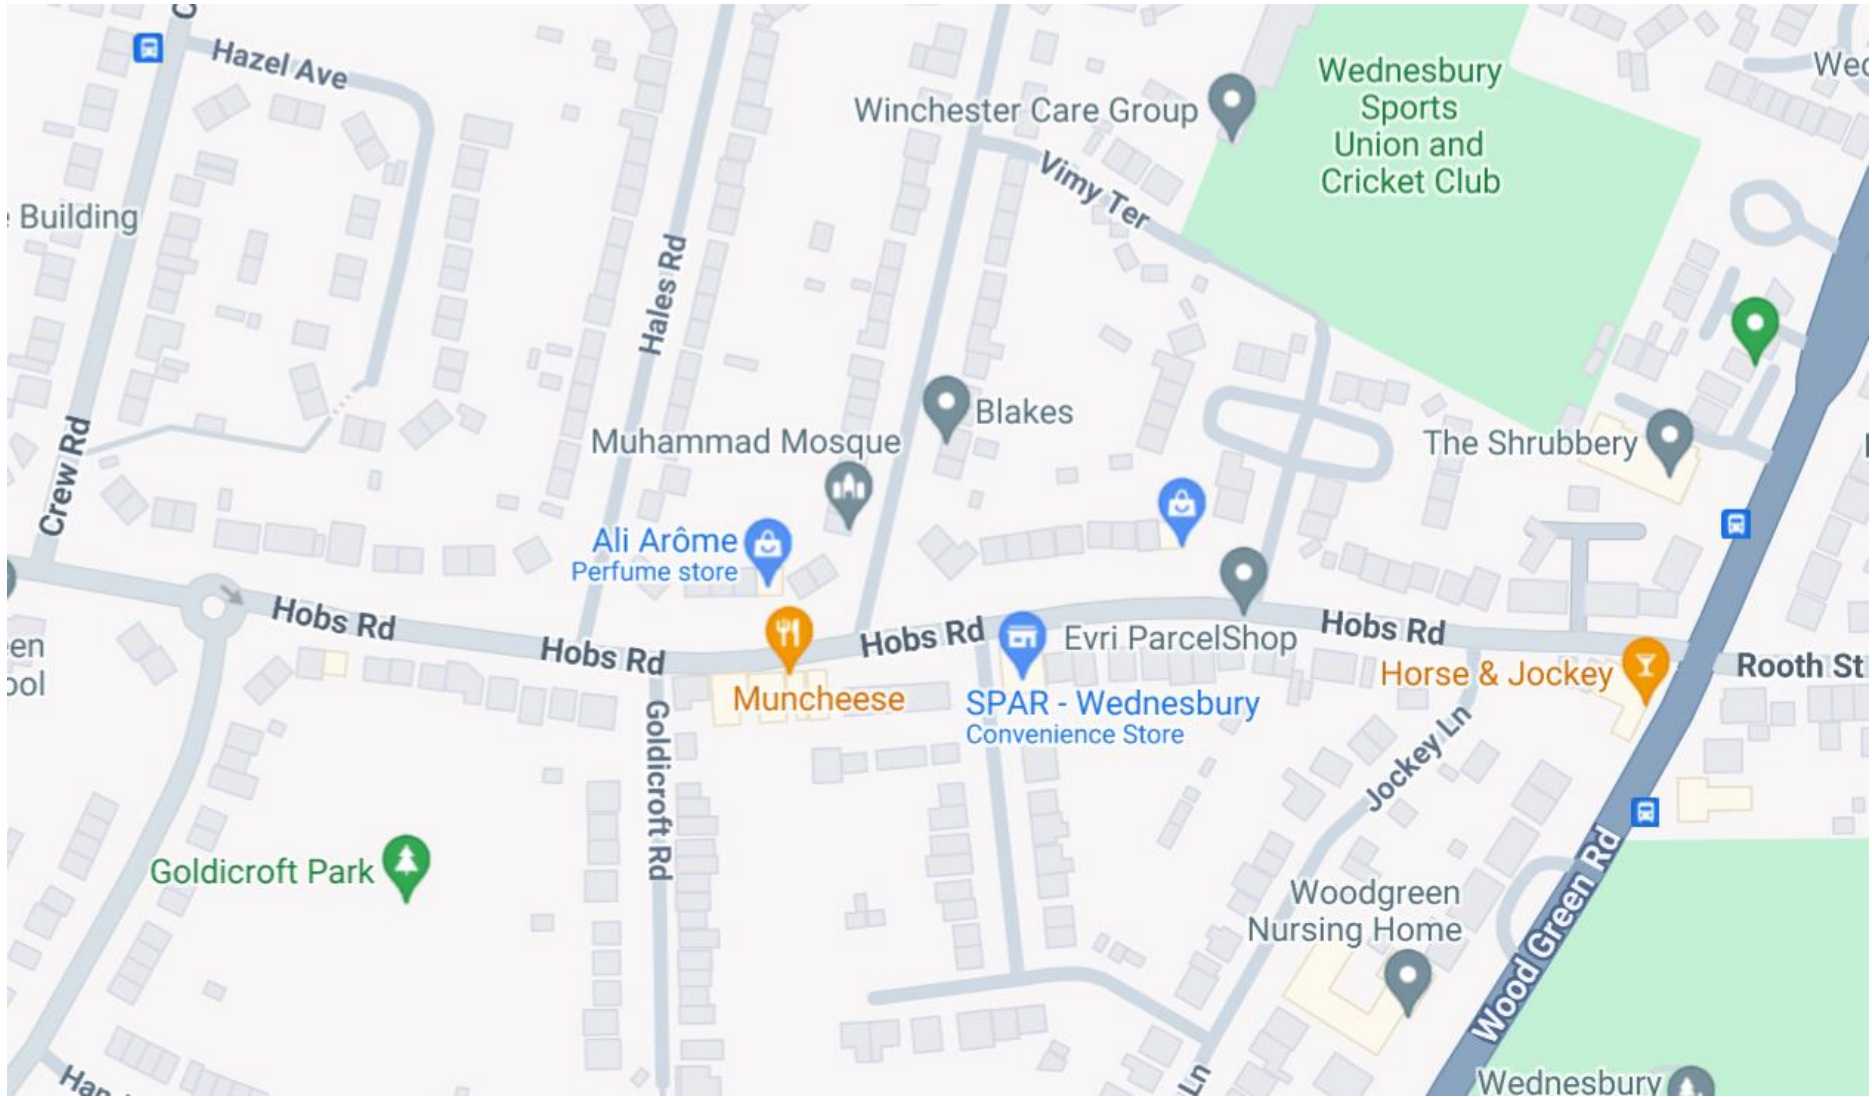 Hazel Ave
Winchester Care Group
Wednesbury
Sports
Union and
Cricket Club
Vimy Ter
Building
Hales Rd
Blakes
Muhammad Mosque
The Shrubbery
Crew Rd
Ali Arôme
Perfume store
Hobs Rd
Hobs Rd
Hobs Rd
Evri ParcelShop
Hobs Rd
Horse & Jockey
Rooth St
Muncheese
SPAR - Wednesbury
Convenience Store
Goldicroft Rd
Jockey Ln
Goldicroft Park
Woodgreen
Nursing Home
Wood Green Rd
Wednesbury
Ln